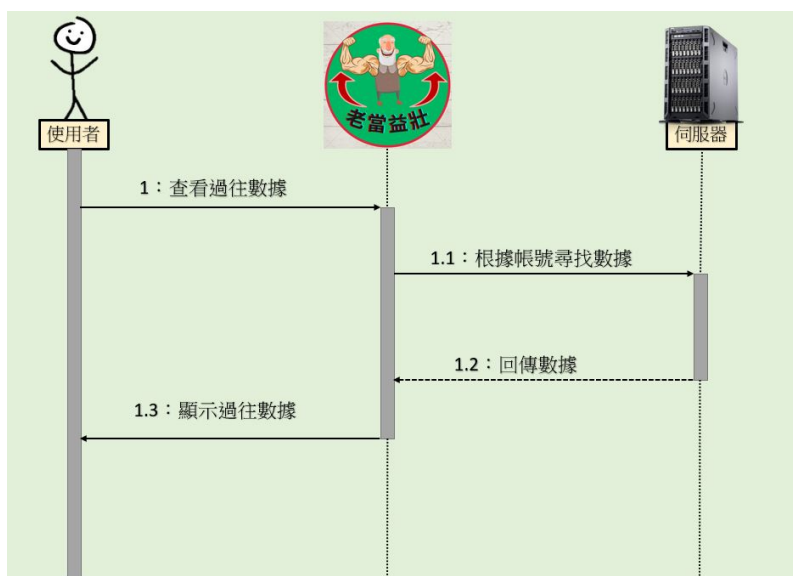 使用者
老當益壯
伺服器
1：查看過往數據
1.1：根據帳號尋找數據
1.2：回傳數據
1.3：顯示過往數據